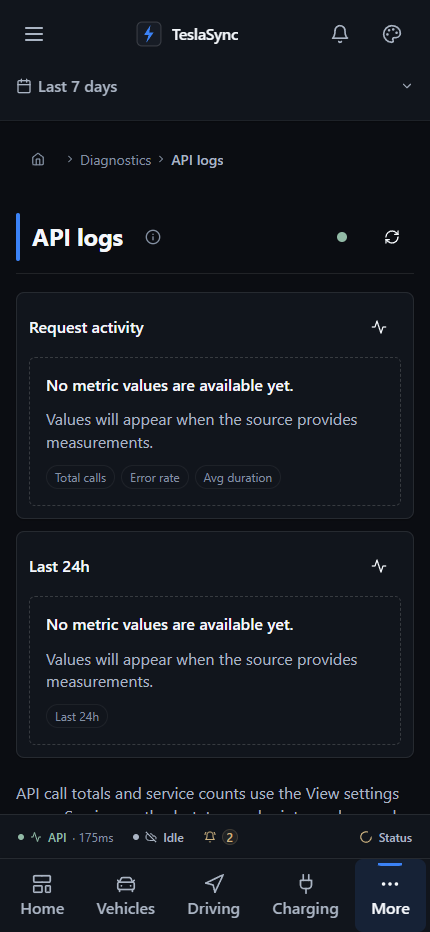 TeslaSync
Last 7 days
Diagnostics
API logs
API logs
Request activity
No metric values are available yet.
Values will appear when the source provides
measurements.
Total calls
Error rate
Avg duration
Last 24h
No metric values are available yet.
Values will appear when the source provides
measurements.
Last 24h
API call totals and service counts use the View settings
API · 175ms
Idle
2
Status
Home
Vehicles
Driving
Charging
More